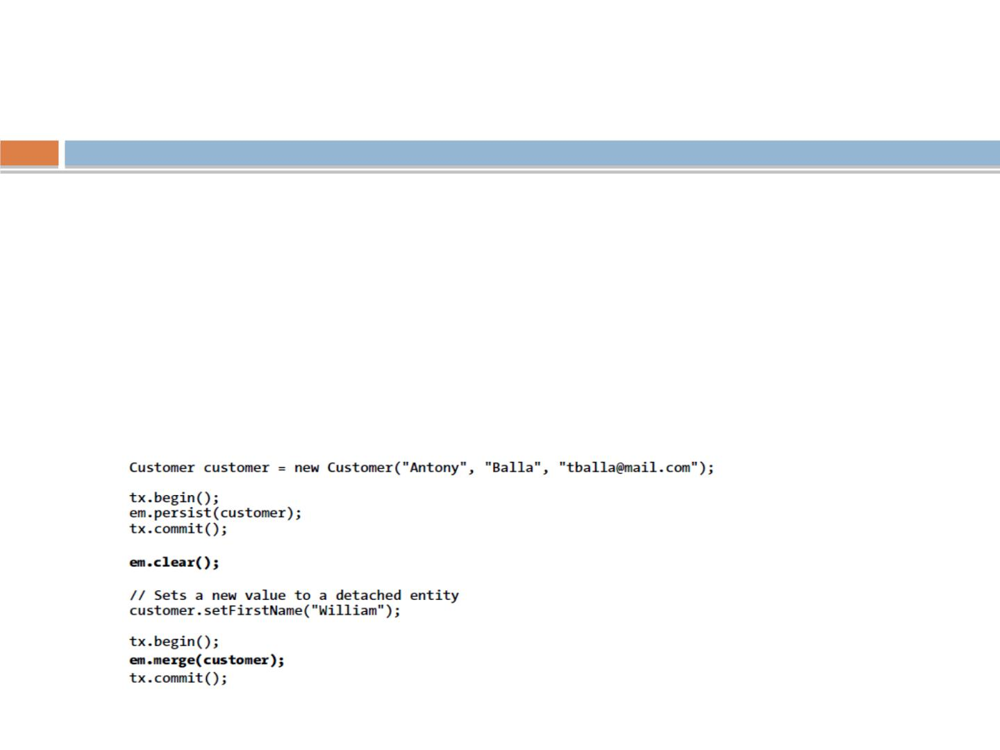 Customer customer = new Customer("Antony", "Balla", "tballa@mail.com");
tx.begin();
em.persist(customer);
tx.commit();
em.clear();
// Sets a new value to a detached entity
customer.setFirstName("William");
tx.begin();
em.merge(customer);
tx.commit();